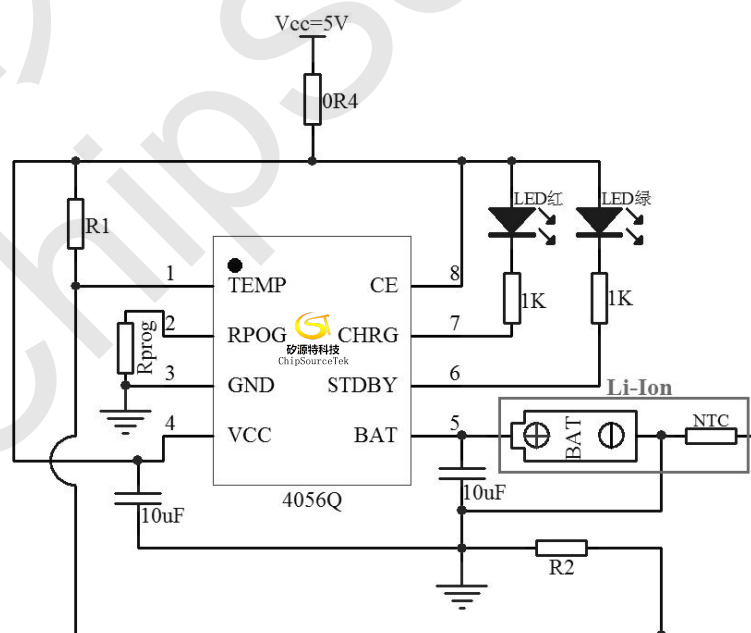 Vcc=5V
0R4
LED红
LED绿
R1
1
TEMP
CE
8
1K
1K
2
RPOG
CHRG
7
Rprog
矽源特科技
ChipSourceTek
3
GND
STDBY
6
Li-Ion
4
VCC
BAT
5
BAT
NTC
4056Q
10uF
10uF
R2
ChipSo